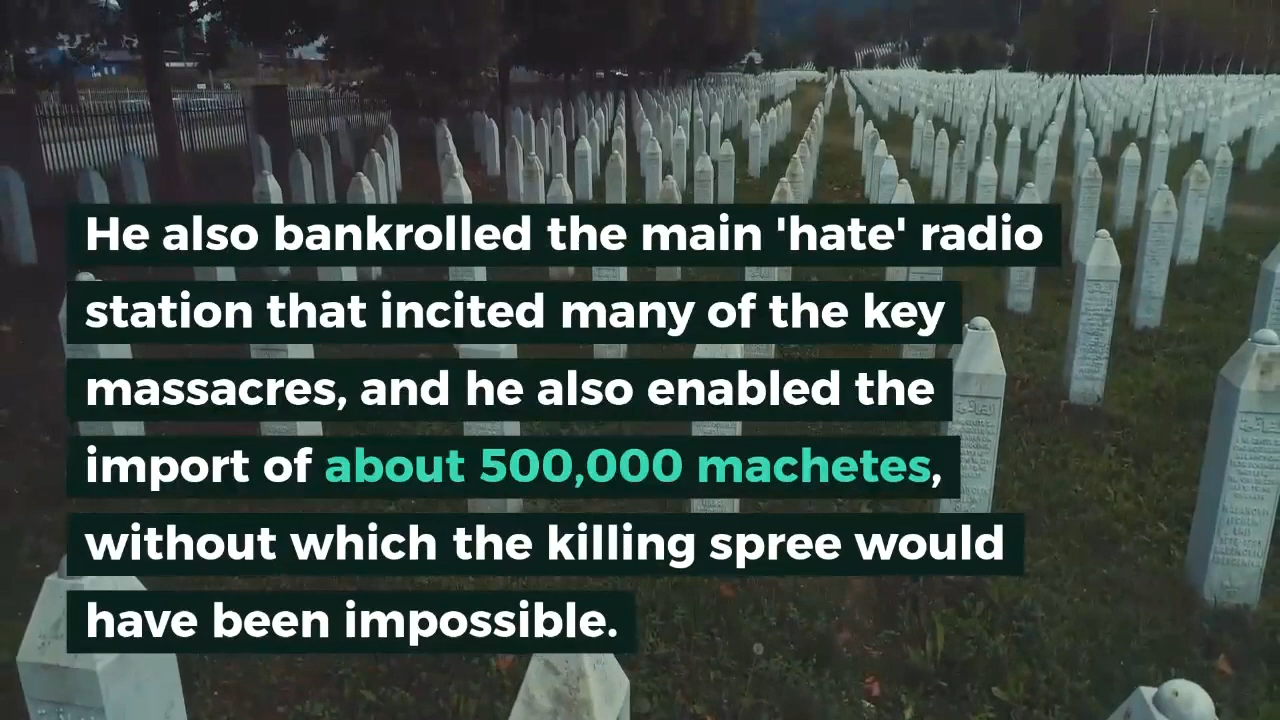 He also bankrolled the main 'hate' radio
station that incited many of the key
massacres, and he also enabled the
import of about 500,000 machetes,
without which the killing spree would
have been impossible.